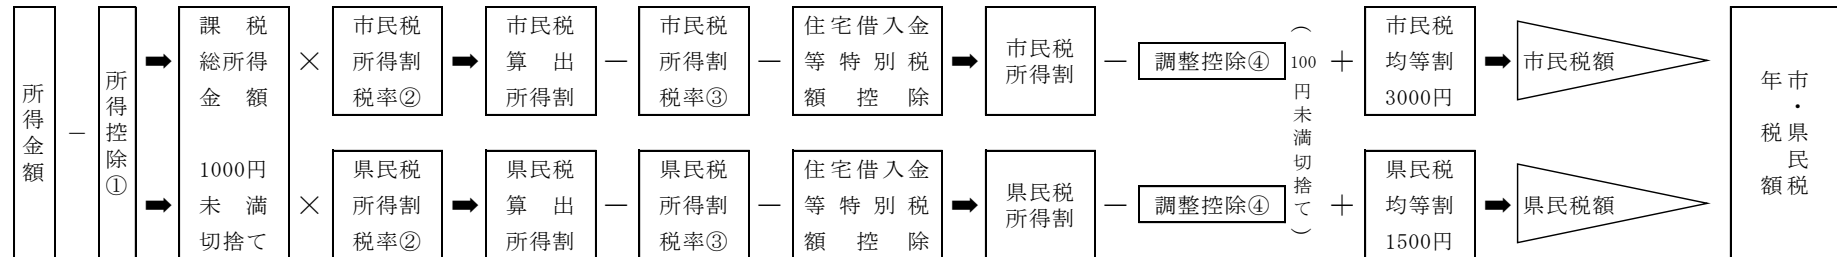 所得金額
－
所得控除①
➡
課税
総所得
金額
1000円
未満
切捨て
➡
×
市民税
所得割
税率②
➡
市民税
算出
所得割
－
市民税
所得割
税率③
－
住宅借入金
等特別税
額控除
➡
市民税
所得割
－
調整控除④
＋
市民税
均等割
3000円
➡
市民税額
×
県民税
所得割
税率②
➡
県民税
算出
所得割
－
県民税
所得割
税率③
－
住宅借入金
等特別税
額控除
➡
県民税
所得割
－
調整控除④
（100円未満切捨て）
＋
県民税
均等割
1500円
➡
県民税額
市・県民税
年税額